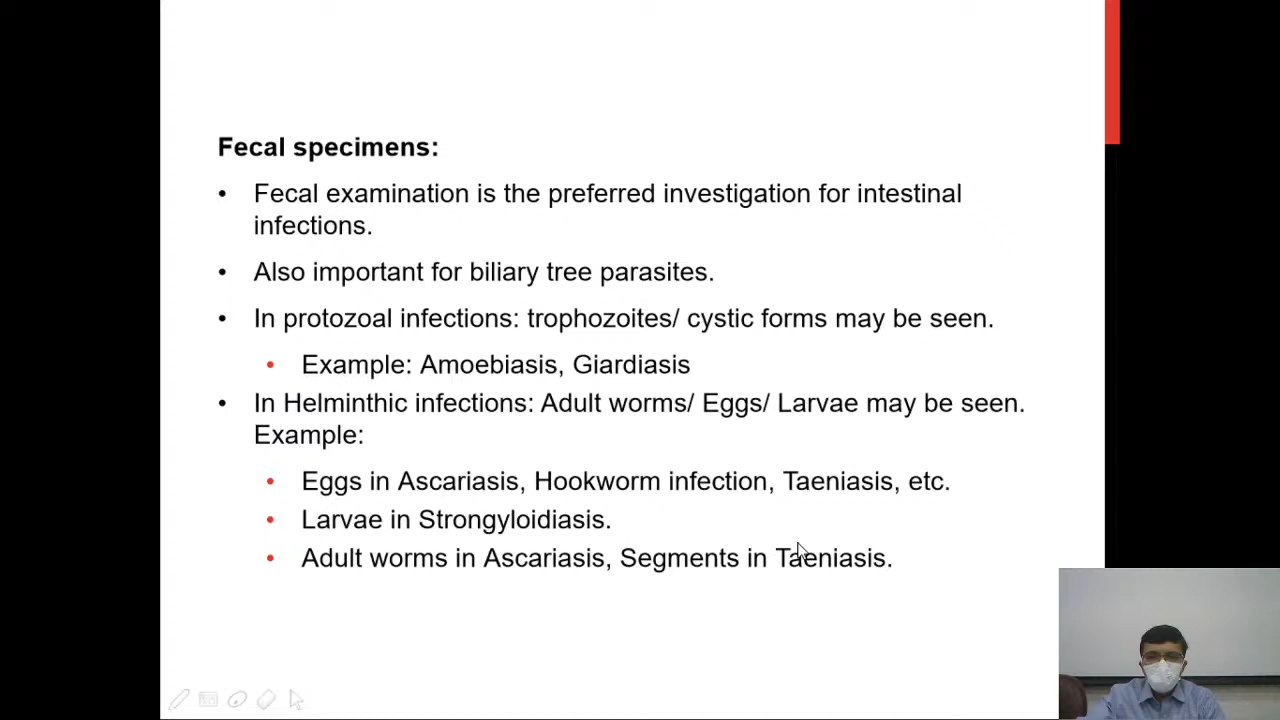 Fecal specimens:
• Fecal examination is the preferred investigation for intestinal
infections.
• Also important for biliary tree parasites.
• In protozoal infections: trophozoites/ cystic forms may be seen.
• Example: Amoebiasis, Giardiasis
• In Helminthic infections: Adult worms/ Eggs/ Larvae may be seen.
Example:
• Eggs in Ascariasis, Hookworm infection, Taeniasis, etc.
• Larvae in Strongyloidiasis.
• Adult worms in Ascariasis, Segments in Taeniasis.